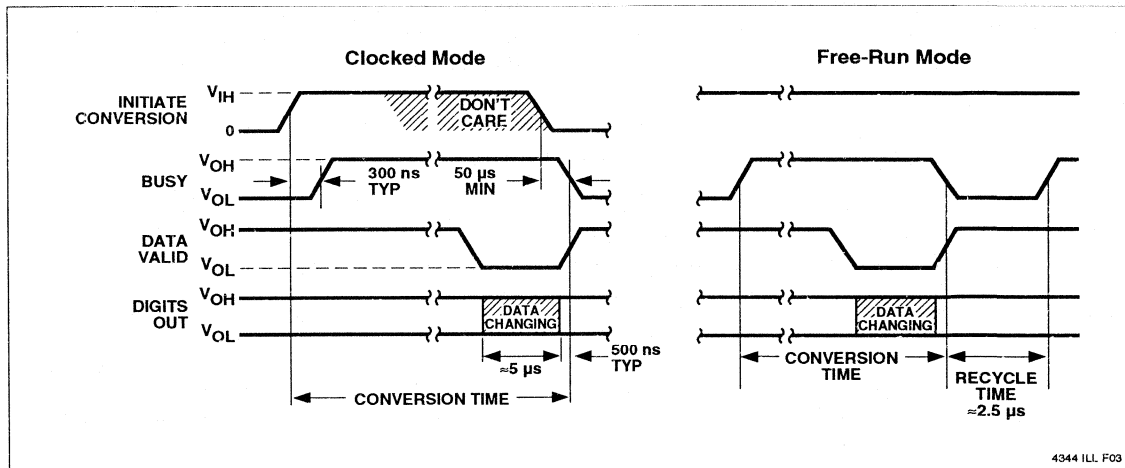 Clocked Mode
Free-Run Mode
INITIATE
CONVERSION
VIH
0
DON'T
CARE
BUSY
VOH
VOL
300 ns
TYP
50 µs
MIN
DATA
VALID
VOH
VOL
DIGITS
OUT
VOH
VOL
DATA
CHANGING
DATA
CHANGING
≈5 µs
500 ns
TYP
CONVERSION TIME
CONVERSION
TIME
RECYCLE
TIME
≈2.5 µs
4344 ILL F03